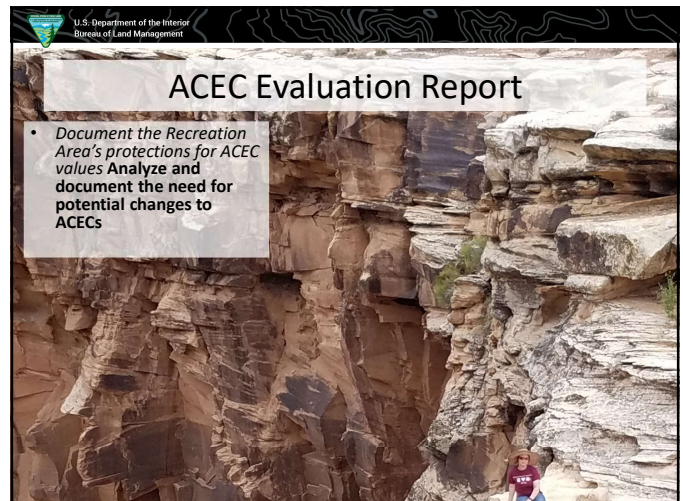 U.S. Department of the Interior
Bureau of Land Management
ACEC Evaluation Report
• Document the Recreation
Area's protections for ACEC
values Analyze and
document the need for
potential changes to
ACECs